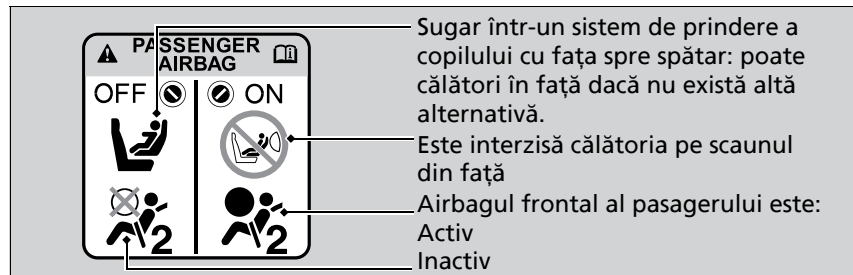 PASSENGER
AIRBAG
OFF ON
2 2
Sugar într-un sistem de prindere a
copilului cu fața spre spătar: poate
călători în față dacă nu există altă
alternativă.
Este interzisă călătoria pe scaunul
din față
Airbagul frontal al pasagerului este:
Activ
Inactiv